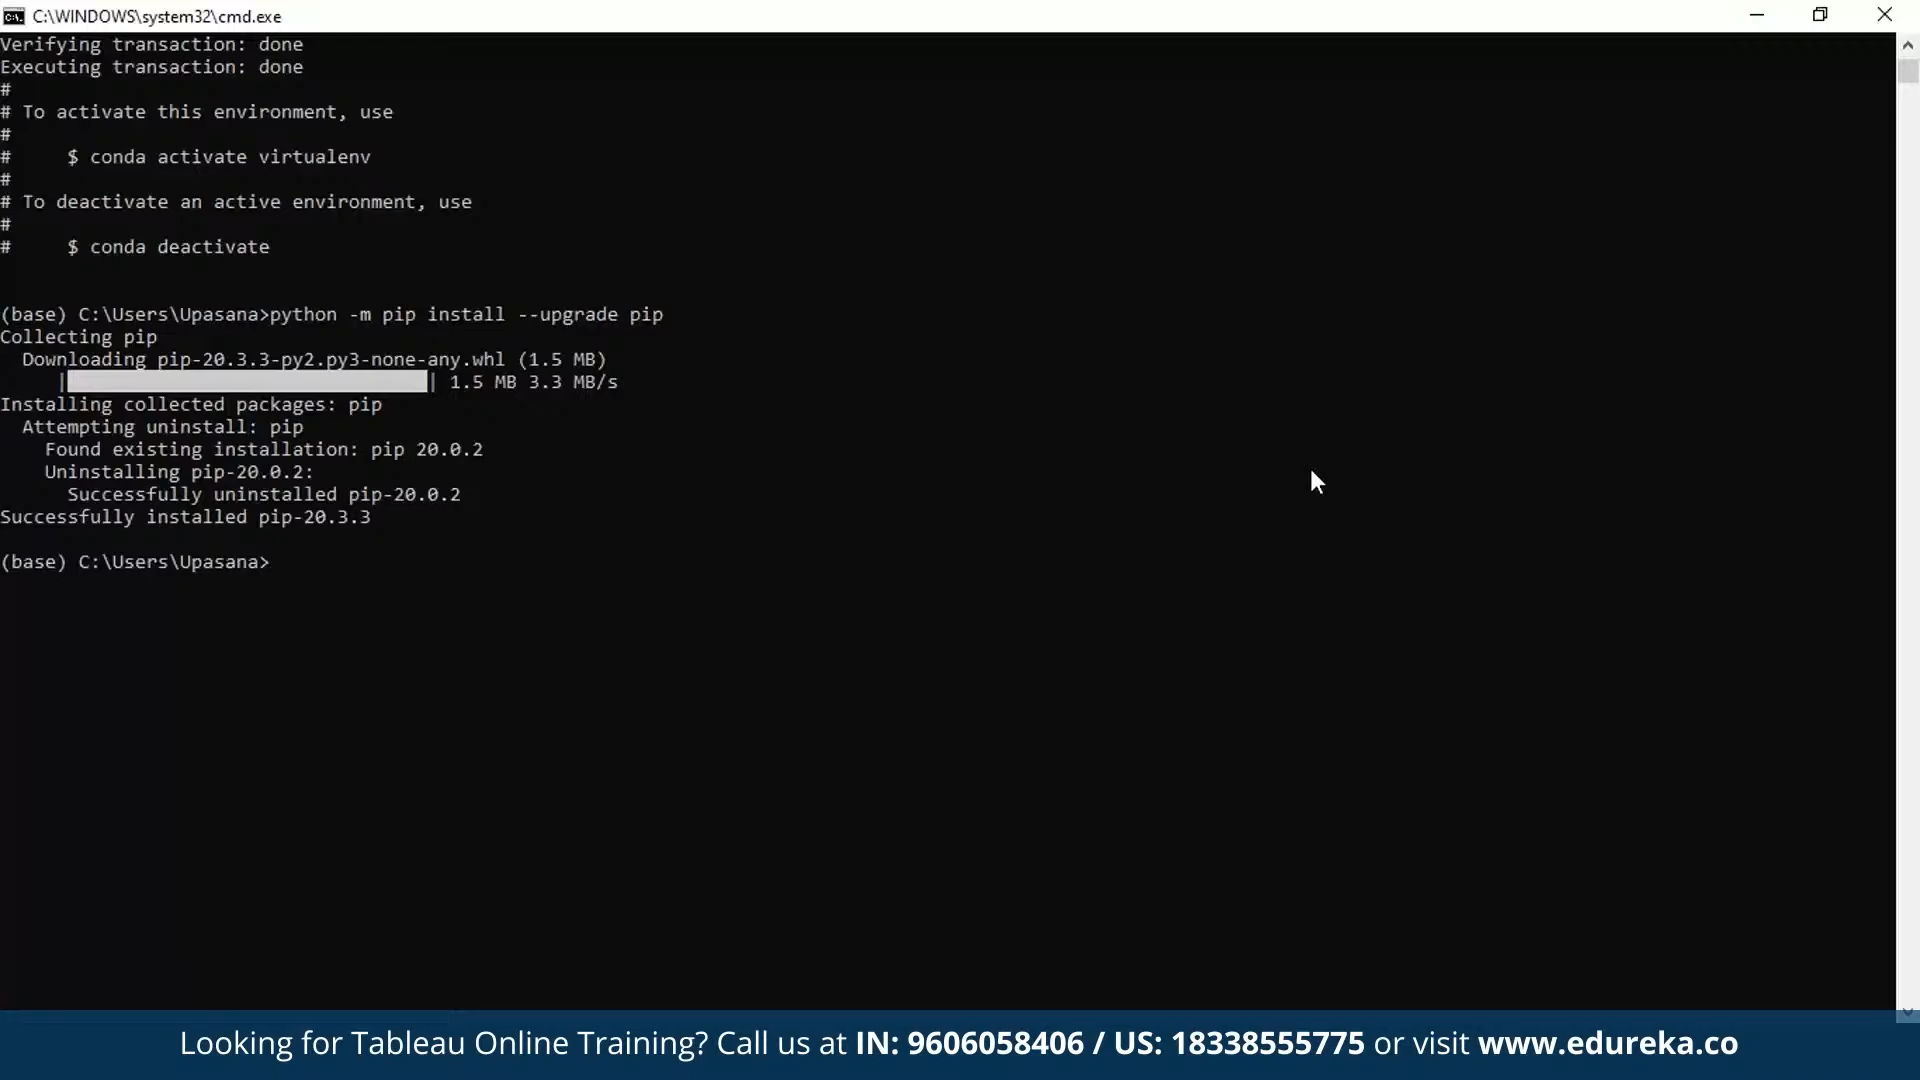 C:\WINDOWS\system32\cmd.exe
Verifying transaction: done
Executing transaction: done
#
# To activate this environment, use
#
#     $ conda activate virtualenv
#
# To deactivate an active environment, use
#
#     $ conda deactivate
(base) C:\Users\Upasana>python -m pip install --upgrade pip
Collecting pip
  Downloading pip-20.3.3-py2.py3-none-any.whl (1.5 MB)
     |████████████████████████████████| 1.5 MB 3.3 MB/s
Installing collected packages: pip
  Attempting uninstall: pip
    Found existing installation: pip 20.0.2
    Uninstalling pip-20.0.2:
      Successfully uninstalled pip-20.0.2
Successfully installed pip-20.3.3
(base) C:\Users\Upasana>
Looking for Tableau Online Training? Call us at IN: 9606058406 / US: 18338555775 or visit www.edureka.co